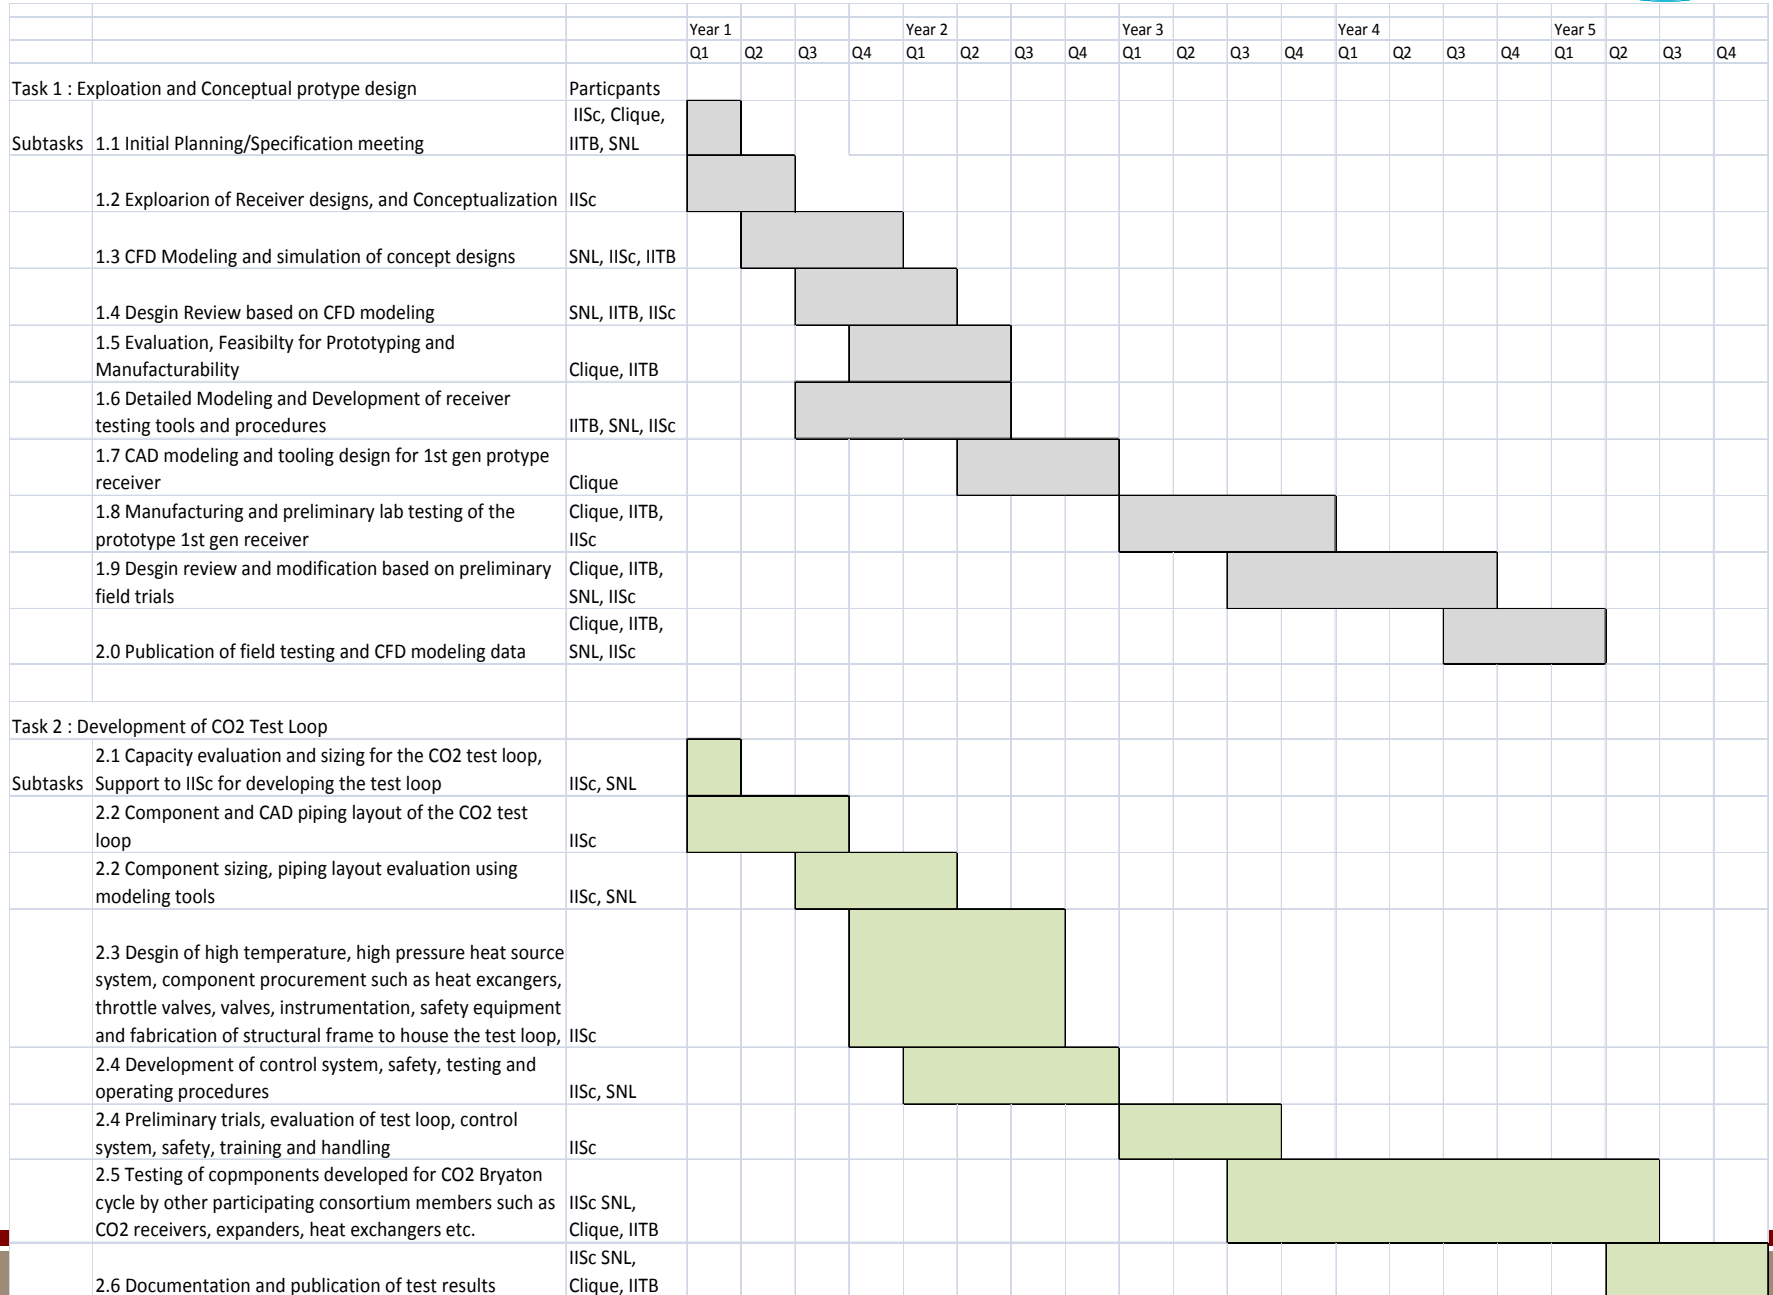 Year 1 Year 2 Year 3 Year 4 Year 5
Q1 Q2 Q3 Q4 Q1 Q2 Q3 Q4 Q1 Q2 Q3 Q4 Q1 Q2 Q3 Q4 Q1 Q2 Q3 Q4
Task 1 : Exploation and Conceptual protype design Particpants
IISc, Clique,
Subtasks 1.1 Initial Planning/Specification meeting IITB, SNL
1.2 Exploarion of Receiver designs, and Conceptualization IISc
1.3 CFD Modeling and simulation of concept designs SNL, IISc, IITB
1.4 Desgin Review based on CFD modeling SNL, IITB, IISc
1.5 Evaluation, Feasibilty for Prototyping and
Manufacturability Clique, IITB
1.6 Detailed Modeling and Development of receiver
testing tools and procedures IITB, SNL, IISc
1.7 CAD modeling and tooling design for 1st gen protype
receiver Clique
1.8 Manufacturing and preliminary lab testing of the Clique, IITB,
prototype 1st gen receiver IISc
1.9 Desgin review and modification based on preliminary Clique, IITB,
field trials SNL, IISc
Clique, IITB,
2.0 Publication of field testing and CFD modeling data SNL, IISc
Task 2 : Development of CO2 Test Loop
2.1 Capacity evaluation and sizing for the CO2 test loop,
Subtasks Support to IISc for developing the test loop IISc, SNL
2.2 Component and CAD piping layout of the CO2 test
loop IISc
2.2 Component sizing, piping layout evaluation using
modeling tools IISc, SNL
2.3 Desgin of high temperature, high pressure heat source
system, component procurement such as heat excangers,
throttle valves, valves, instrumentation, safety equipment
and fabrication of structural frame to house the test loop, IISc
2.4 Development of control system, safety, testing and
operating procedures IISc, SNL
2.4 Preliminary trials, evaluation of test loop, control
system, safety, training and handling IISc
2.5 Testing of copmponents developed for CO2 Bryaton
cycle by other participating consortium members such as IISc SNL,
CO2 receivers, expanders, heat exchangers etc. Clique, IITB
IISc SNL,
2.6 Documentation and publication of test results Clique, IITB